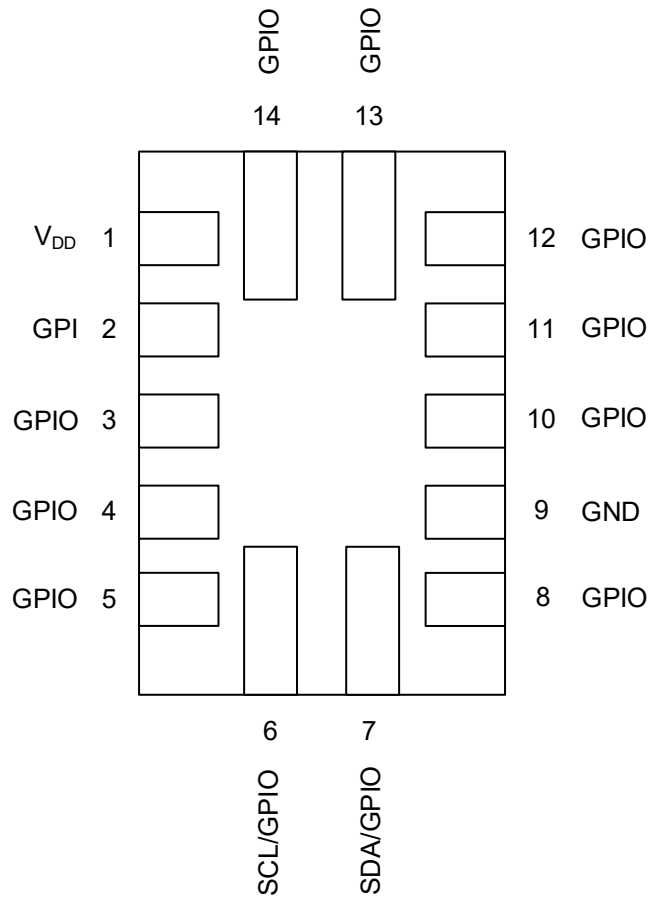 GPIO GPIO
14 13
V_DD 1 12 GPIO
GPI 2 11 GPIO
GPIO 3 10 GPIO
GPIO 4 9 GND
GPIO 5 8 GPIO
6 7
SCL/GPIO SDA/GPIO